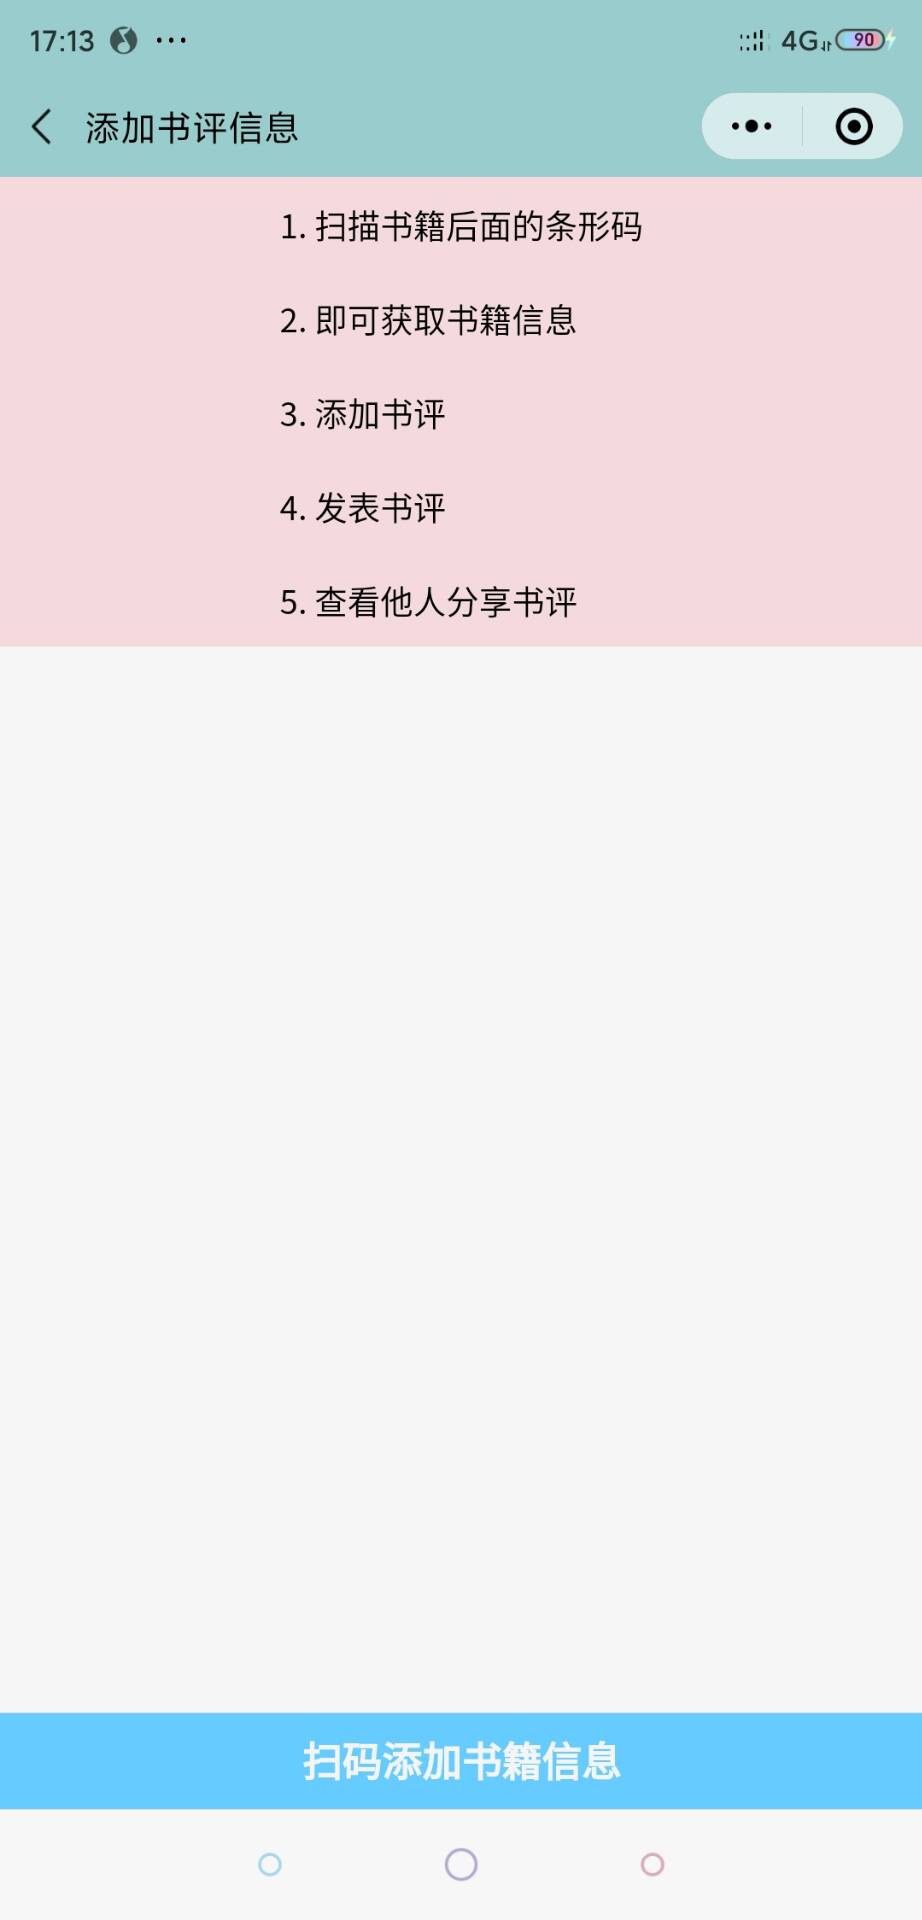 17:13 ··· 4G 90
添加书评信息
1. 扫描书籍后面的条形码
2. 即可获取书籍信息
3. 添加书评
4. 发表书评
5. 查看他人分享书评
扫码添加书籍信息